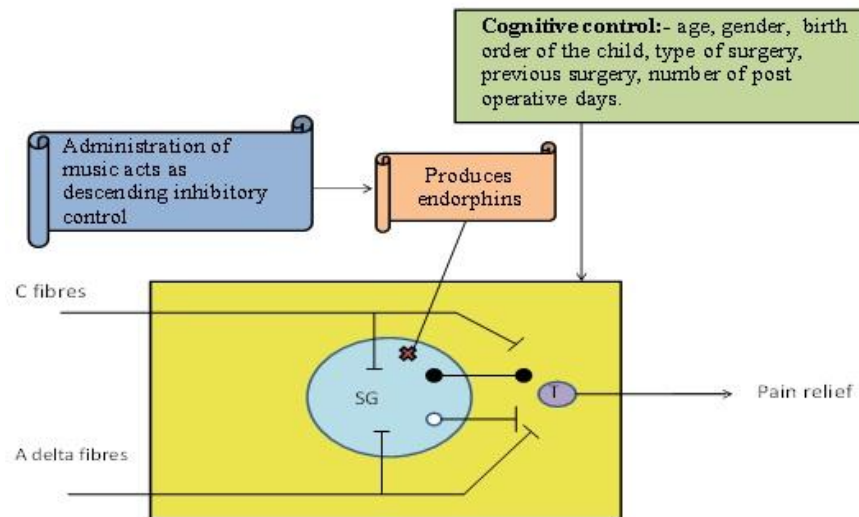 Cognitive control:- age, gender, birth
order of the child, type of surgery,
previous surgery, number of post
operative days.
Administration of
music acts as
descending inhibitory
control
Produces
endorphins
C fibres
SG
T
Pain relief
A delta fibres